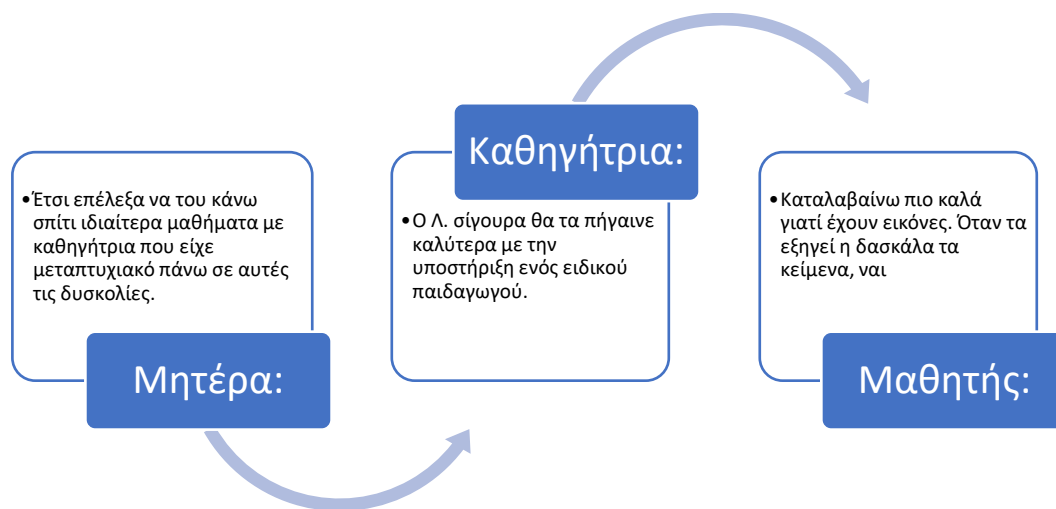 •Έτσι επέλεξα να του κάνω
σπίτι ιδιαίτερα μαθήματα με
καθηγήτρια που είχε
μεταπτυχιακό πάνω σε αυτές
τις δυσκολίες.
Μητέρα:
Καθηγήτρια:
•Ο Λ. σίγουρα θα τα πήγαινε
καλύτερα με την
υποστήριξη ενός ειδικού
παιδαγωγού.
•Καταλαβαίνω πιο καλά
γιατί έχουν εικόνες. Όταν τα
εξηγεί η δασκάλα τα
κείμενα, ναι
Μαθητής: